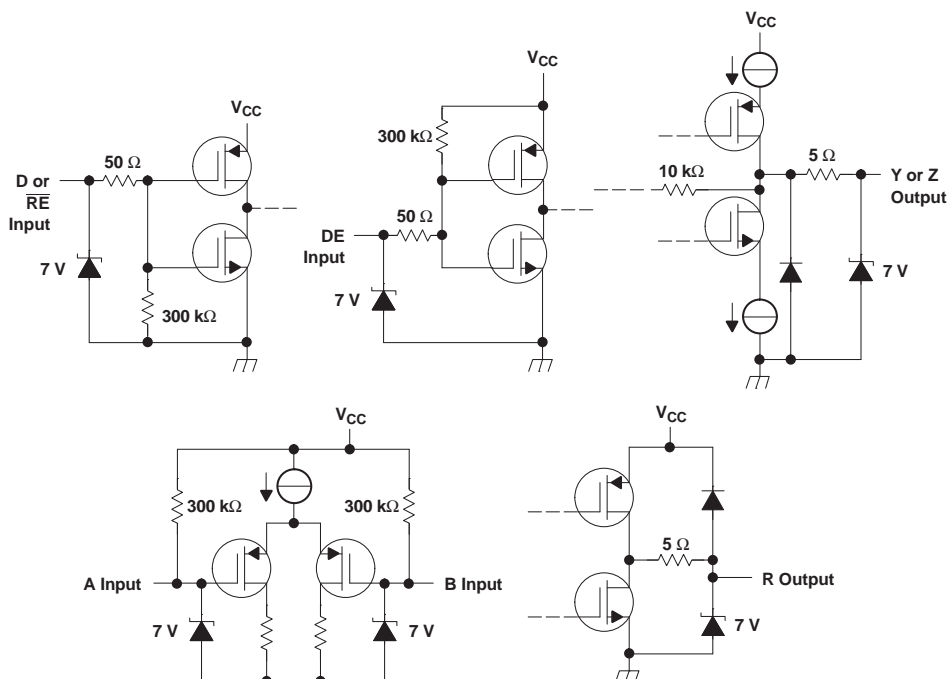 VCC
50 Ω
D or
RE
Input
7 V
300 kΩ
VCC
300 kΩ
50 Ω
DE
Input
7 V
VCC
10 kΩ
5 Ω
Y or Z
Output
7 V
VCC
300 kΩ
300 kΩ
A Input
B Input
7 V
7 V
VCC
5 Ω
R Output
7 V